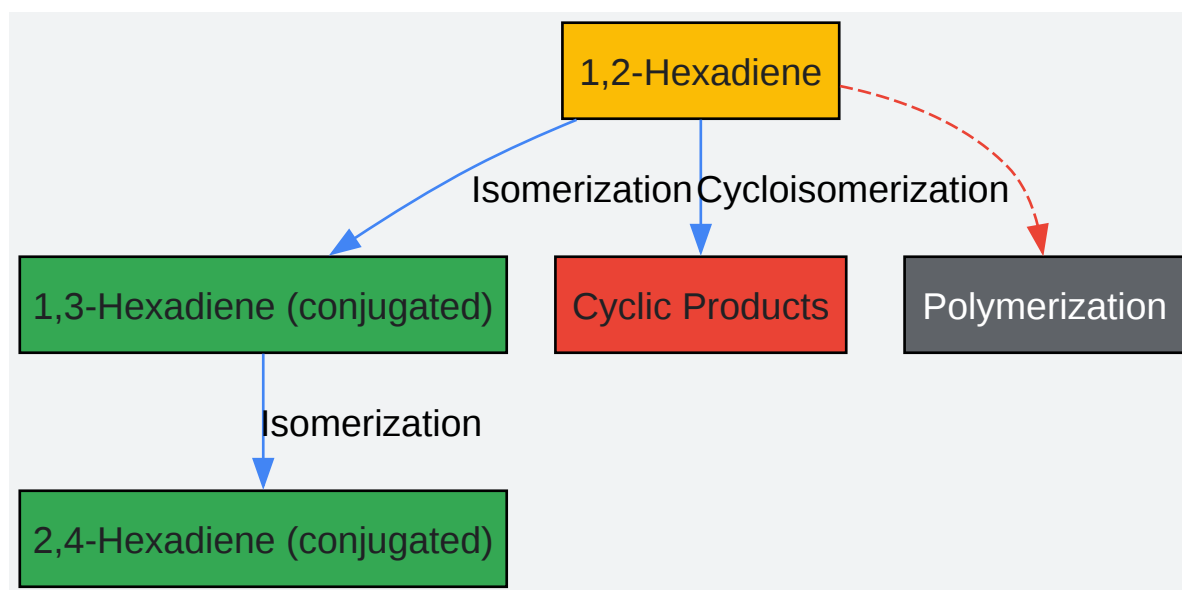 1,2-Hexadiene
Isomerization
Cycloisomerization
1,3-Hexadiene (conjugated)
Cyclic Products
Polymerization
Isomerization
2,4-Hexadiene (conjugated)